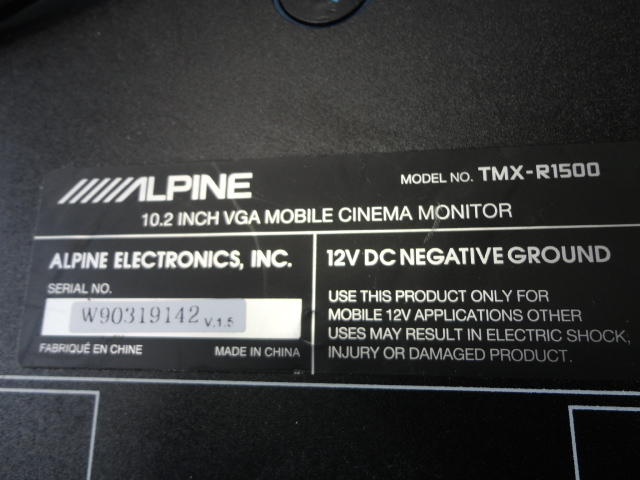 ALPINE MODEL NO. TMX-R1500
10.2 INCH VGA MOBILE CINEMA MONITOR
ALPINE ELECTRONICS, INC.
SERIAL NO.
W90319142 V.1.5
FABRIQUÉ EN CHINE MADE IN CHINA
12V DC NEGATIVE GROUND
USE THIS PRODUCT ONLY FOR
MOBILE 12V APPLICATIONS OTHER
USES MAY RESULT IN ELECTRIC SHOCK,
INJURY OR DAMAGED PRODUCT.